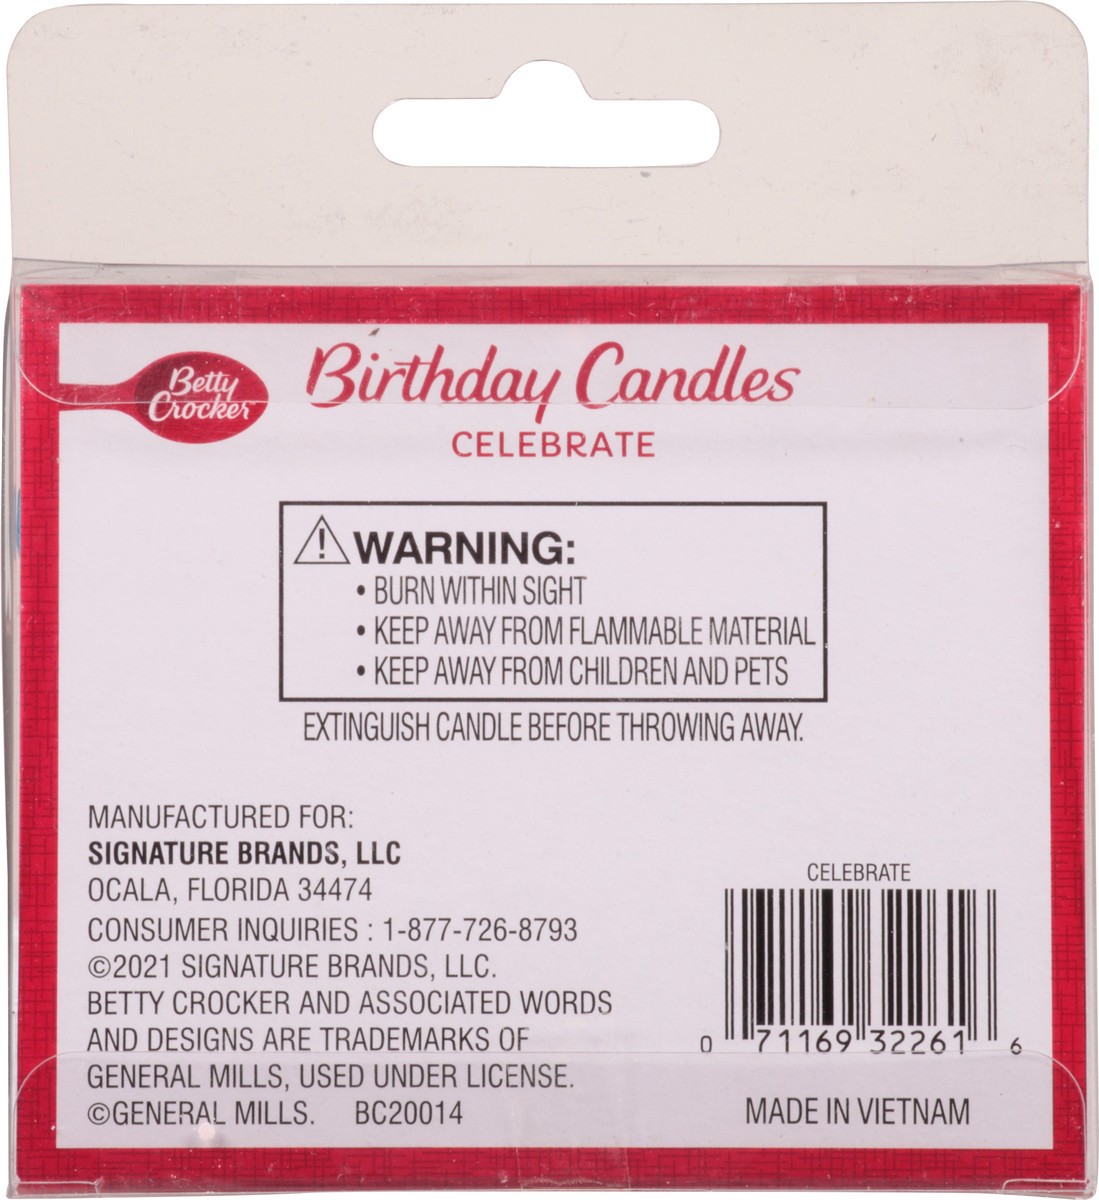 Betty
Crocker
Birthday Candles
CELEBRATE
WARNING:
• BURN WITHIN SIGHT
• KEEP AWAY FROM FLAMMABLE MATERIAL
• KEEP AWAY FROM CHILDREN AND PETS
EXTINGUISH CANDLE BEFORE THROWING AWAY.
MANUFACTURED FOR:
SIGNATURE BRANDS, LLC
OCALA, FLORIDA 34474
CONSUMER INQUIRIES : 1-877-726-8793
©2021 SIGNATURE BRANDS, LLC.
BETTY CROCKER AND ASSOCIATED WORDS
AND DESIGNS ARE TRADEMARKS OF
GENERAL MILLS, USED UNDER LICENSE.
©GENERAL MILLS. BC20014
CELEBRATE
0 71169 32261 6
MADE IN VIETNAM